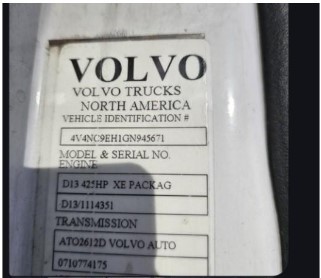 VOLVO
VOLVO TRUCKS
NORTH AMERICA
VEHICLE IDENTIFICATION #
4V4NC9EH1GN945671
MODEL & SERIAL NO.
ENGINE
D13 425HP XE PACKAG
D13/1114351
TRANSMISSION
ATO2612D VOLVO AUTO
0710774175